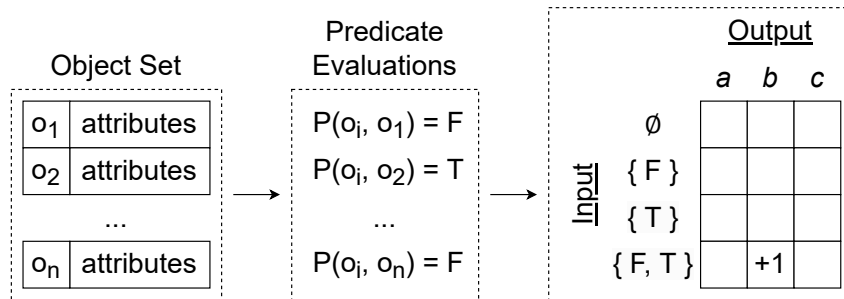 Object Set
o1 attributes
o2 attributes
...
on attributes
Predicate
Evaluations
P(oi, o1) = F
P(oi, o2) = T
...
P(oi, on) = F
Output
a b c
Input
∅
{ F }
{ T }
{ F, T } +1